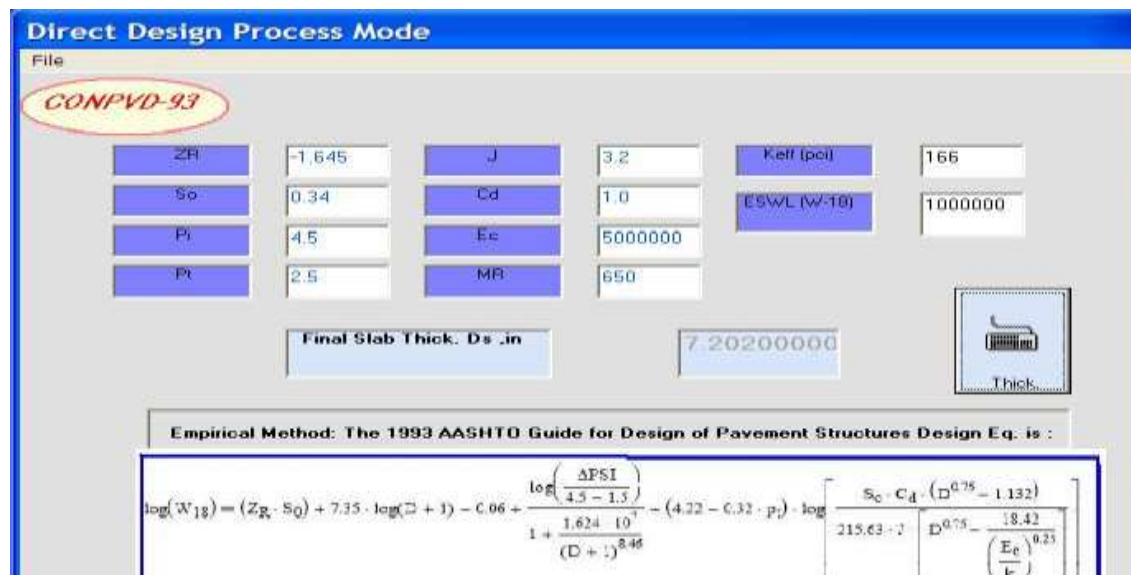 Direct Design Process Mode
File
CONPVD-93
ZR -1.645 J 3.2 Keff (pci) 166
So 0.34 Cd 1.0 ESWL (W-18) 1000000
Pi 4.5 Ec 5000000
Pt 2.5 MR 650
Final Slab Thick. Ds .in 7.20200000
Thick.
Empirical Method: The 1993 AASHTO Guide for Design of Pavement Structures Design Eq. is :
log(W18) = (ZR · S0) + 7.35 · log(D + 1) − 0.06 + log(ΔPSI / (4.5 − 1.5)) / (1 + 1.624 · 10^7 / (D + 1)^8.46) − (4.22 − 0.32 · pt) · log[Sc · Cd · (D^0.75 − 1.132) / (215.63 · J [D^0.75 − 18.42 / (Ec / k)^0.25])]